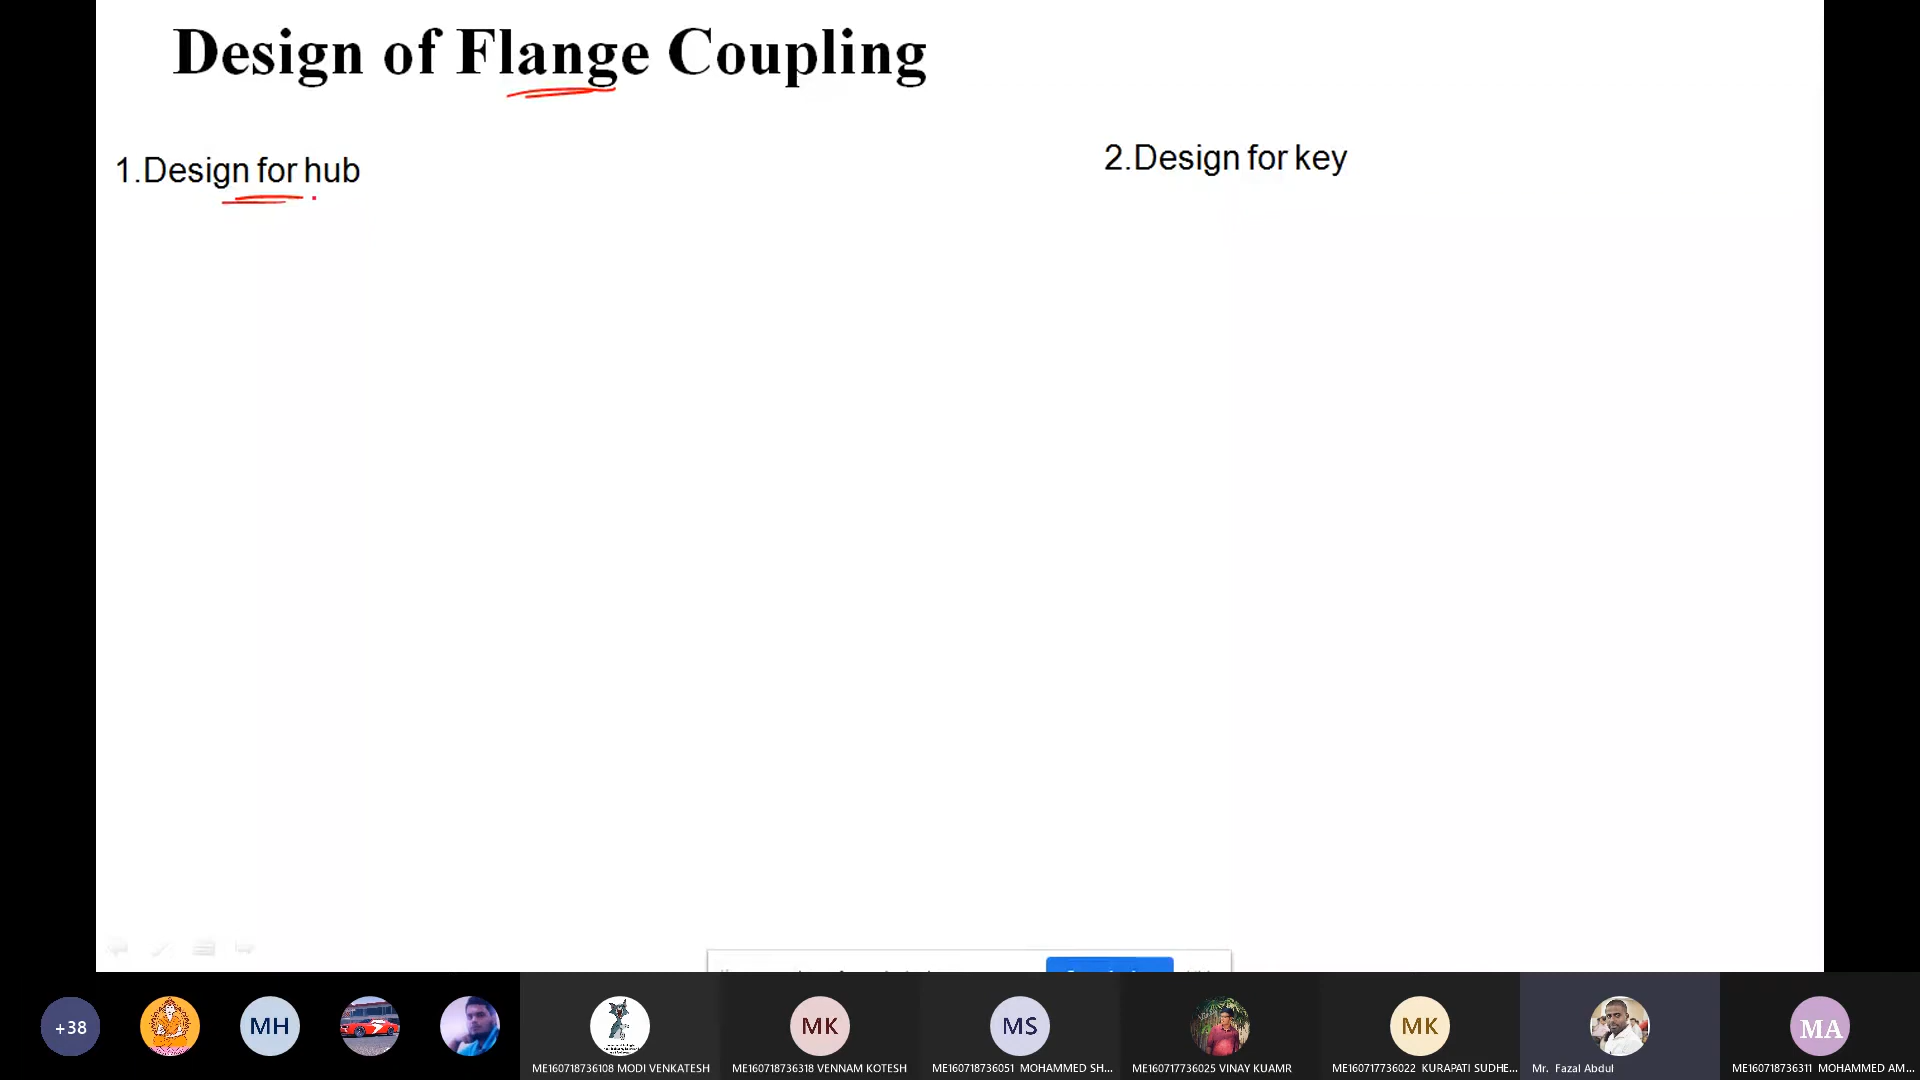 Design of Flange Coupling
1.Design for hub
2.Design for key
+38
MH
MK
MS
MK
MA
ME160718736108 MODI VENKATESH
ME160718736318 VENNAM KOTESH
ME160718736051 MOHAMMED SH...
ME160717736025 VINAY KUAMR
ME160717736022 KURAPATI SUDHE...
Mr. Fazal Abdul
ME160718736311 MOHAMMED AM...